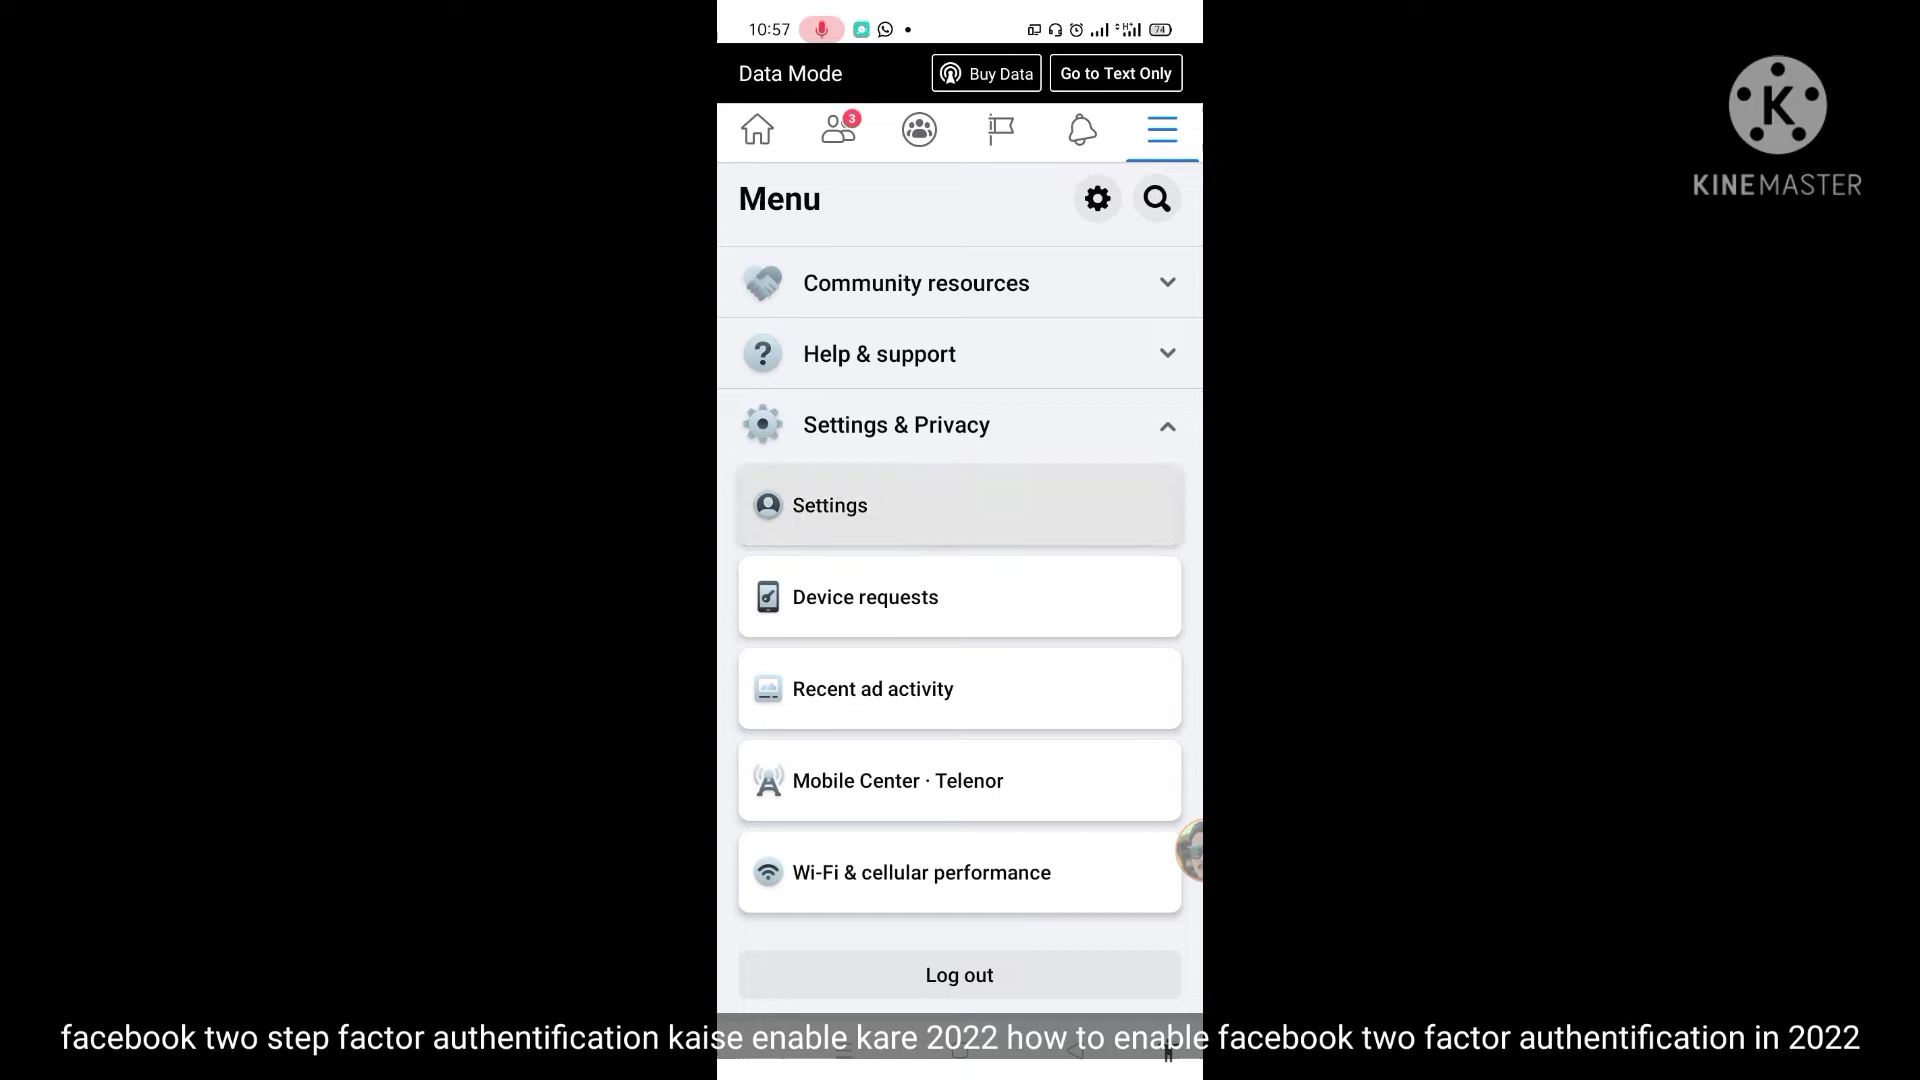 10:57
74
Data Mode
Buy Data
Go to Text Only
3
K
KINEMASTER
Menu
Community resources
Help & support
Settings & Privacy
Settings
Device requests
Recent ad activity
Mobile Center · Telenor
Wi-Fi & cellular performance
Log out
facebook two step factor authentification kaise enable kare 2022 how to enable facebook two factor authentification in 2022